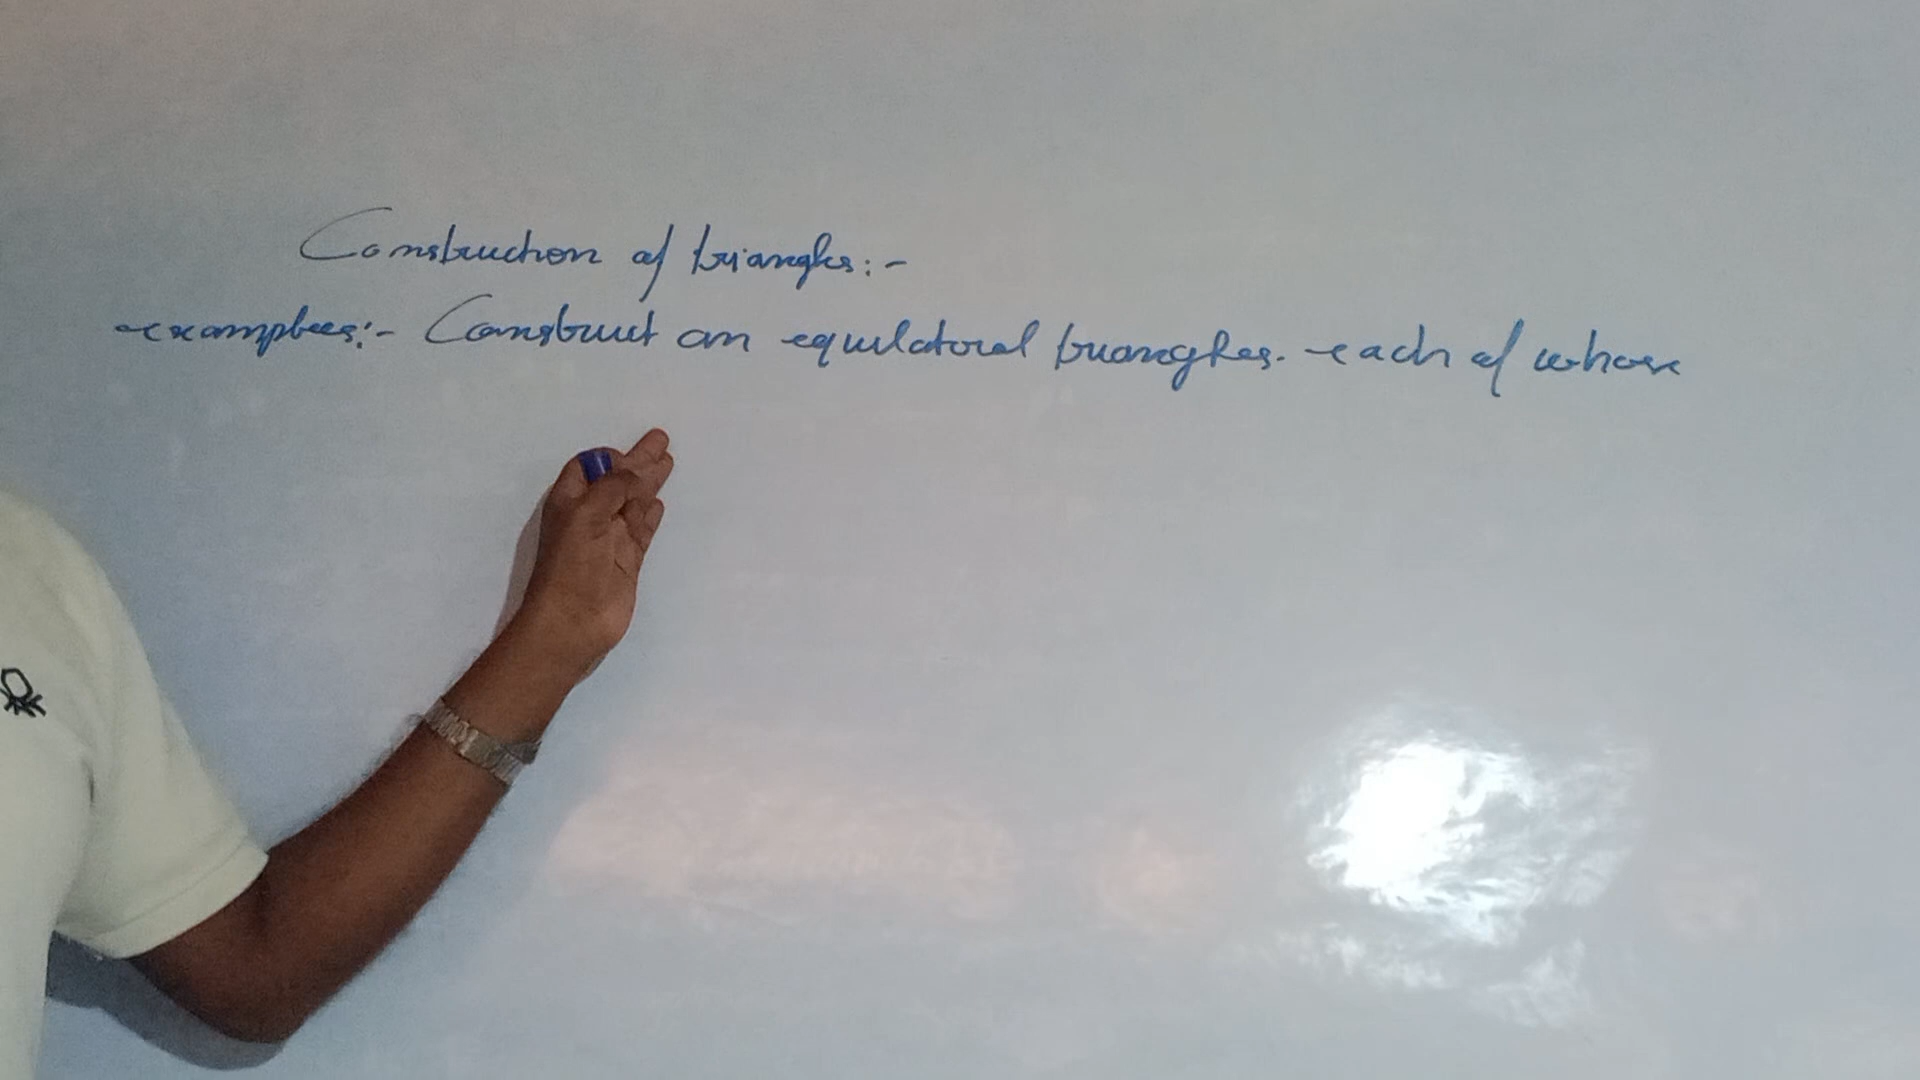 Construction of triangles:-
examples:- Construct an equilatoral triangles. each of whose